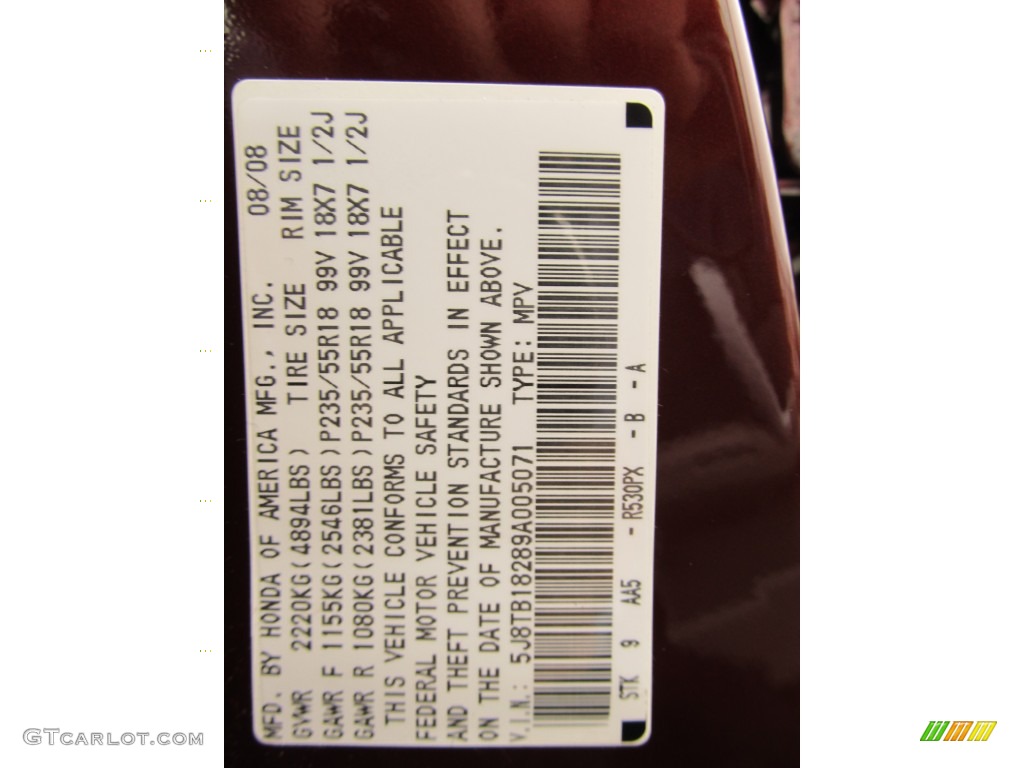 MFD. BY HONDA OF AMERICA MFG., INC. 08/08
GVWR 2220KG(4894LBS) TIRE SIZE RIM SIZE
GAWR F 1155KG(2546LBS)P235/55R18 99V 18X7 1/2J
GAWR R 1080KG(2381LBS)P235/55R18 99V 18X7 1/2J
THIS VEHICLE CONFORMS TO ALL APPLICABLE
FEDERAL MOTOR VEHICLE SAFETY
AND THEFT PREVENTION STANDARDS IN EFFECT
ON THE DATE OF MANUFACTURE SHOWN ABOVE.
V.I.N.: 5J8TB18289A005071 TYPE: MPV
STK 9 AA5 - R530PX - B - A
GTcarlot.com